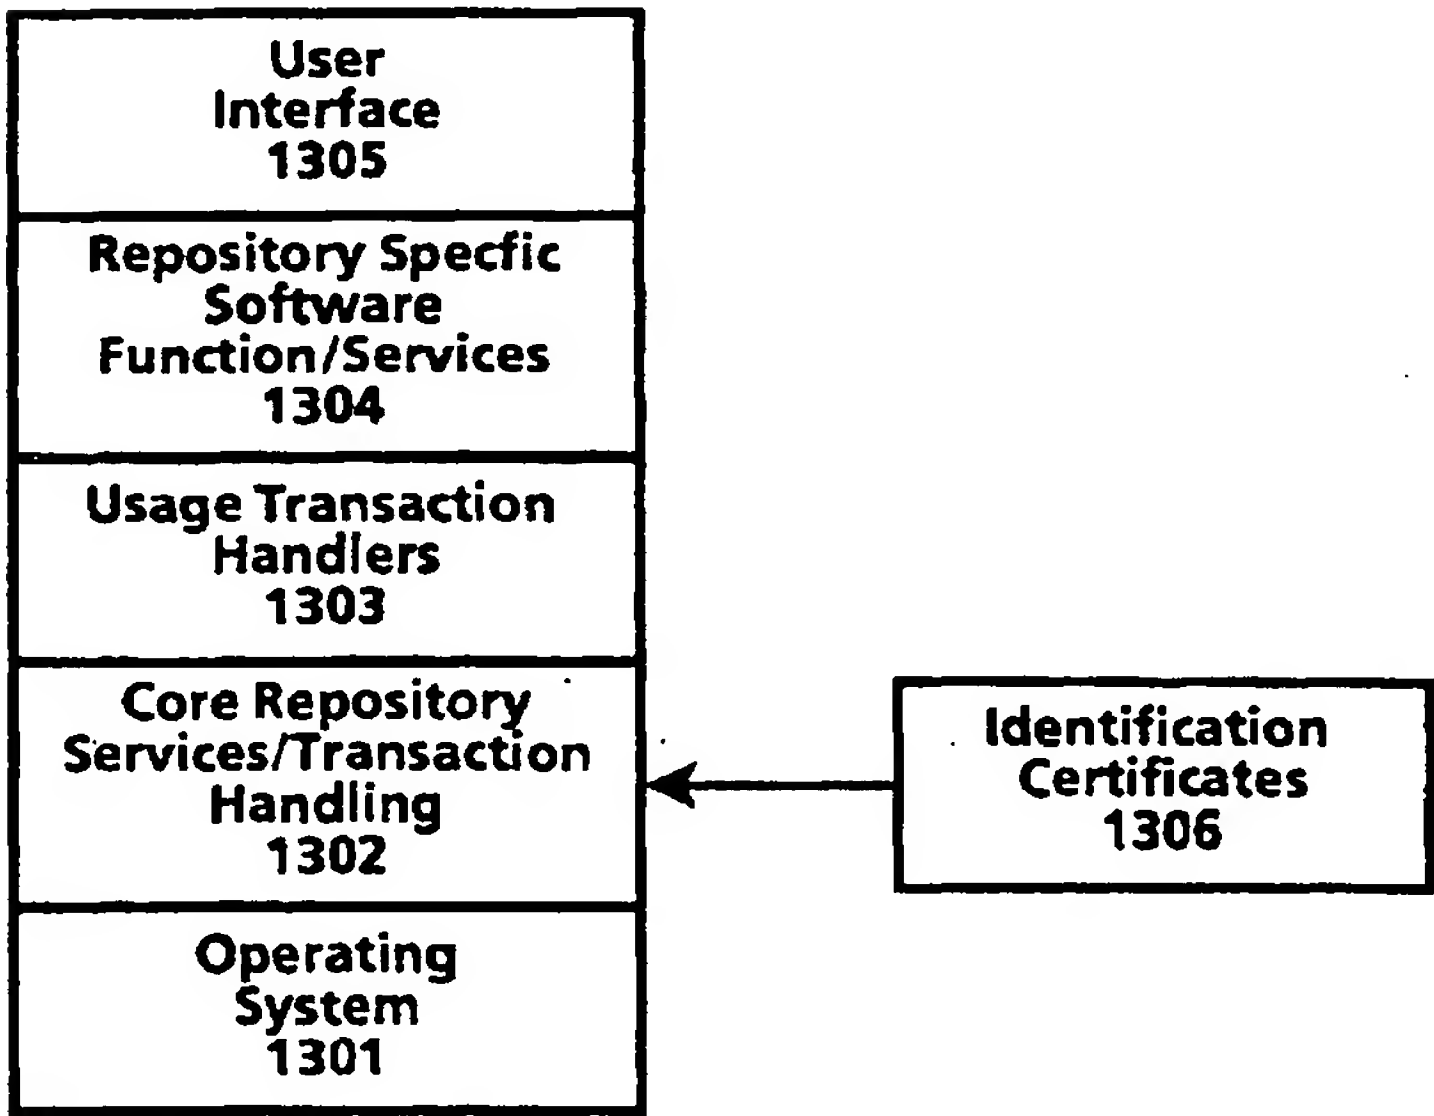 User
Interface
1305
Repository Specfic
Software
Function/Services
1304
Usage Transaction
Handlers
1303
Core Repository
Services/Transaction
Handling
1302
Identification
Certificates
1306
Operating
System
1301